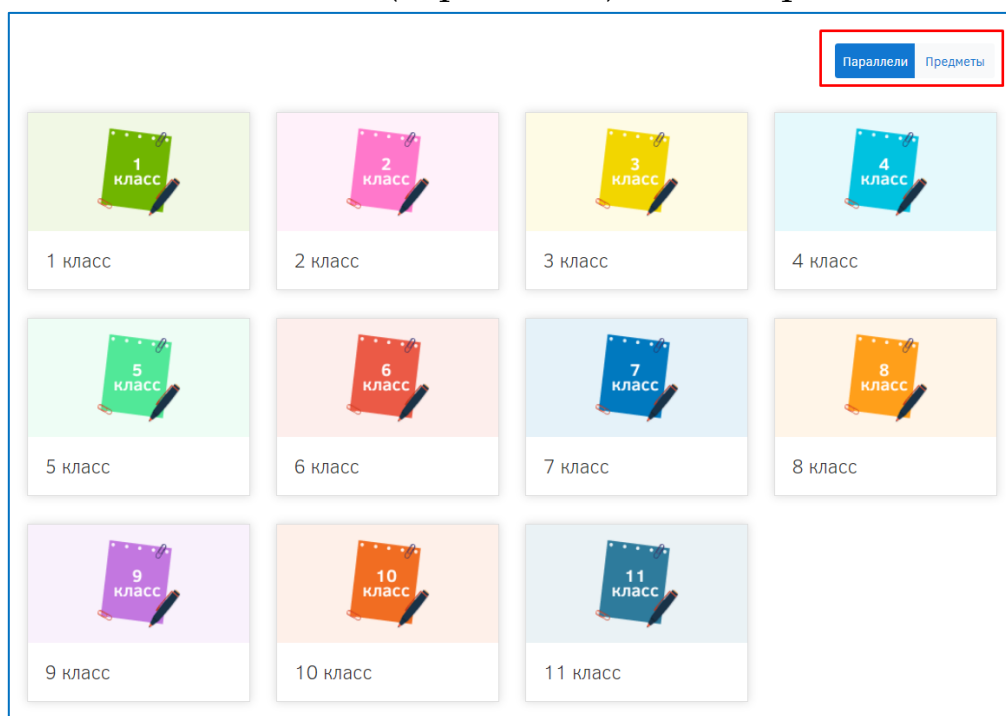 Параллели Предметы
1
класс
2
класс
3
класс
4
класс
1 класс
2 класс
3 класс
4 класс
5
класс
6
класс
7
класс
8
класс
5 класс
6 класс
7 класс
8 класс
9
класс
10
класс
11
класс
9 класс
10 класс
11 класс